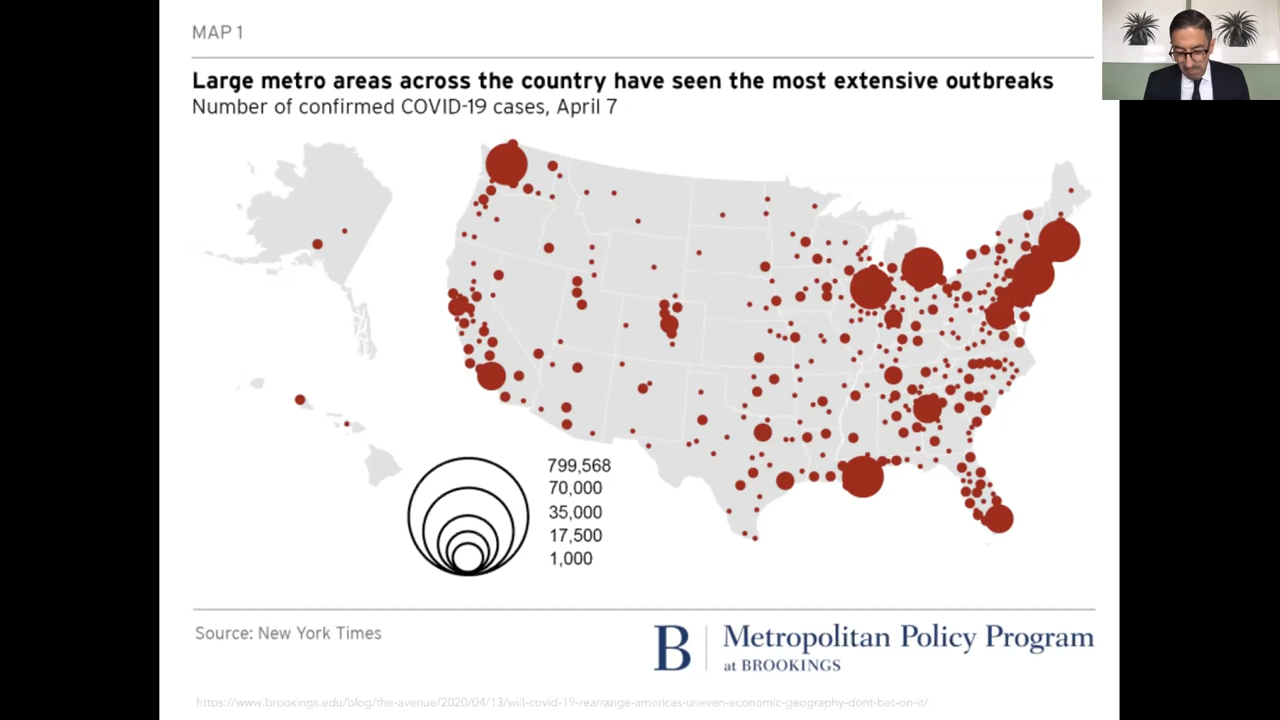 MAP 1
Large metro areas across the country have seen the most extensive outbreaks
Number of confirmed COVID-19 cases, April 7
799,568
70,000
35,000
17,500
1,000
Source: New York Times
B
Metropolitan Policy Program
at BROOKINGS
https://www.brookings.edu/blog/the-avenue/2020/04/13/will-covid-19-rearrange-americas-uneven-economic-geography-dont-bet-on-it/